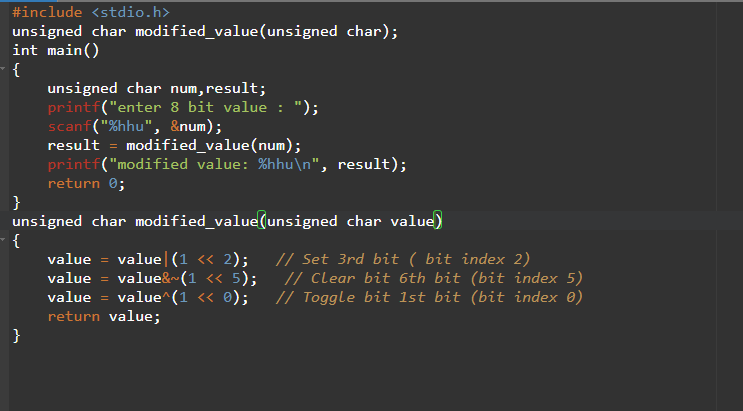 #include <stdio.h>
unsigned char modified_value(unsigned char);
int main()
{
    unsigned char num,result;
    printf("enter 8 bit value : ");
    scanf("%hhu", &num);
    result = modified_value(num);
    printf("modified value: %hhu\n", result);
    return 0;
}
unsigned char modified_value(unsigned char value)
{
    value = value|(1 << 2);   // Set 3rd bit ( bit index 2)
    value = value&~(1 << 5);   // Clear bit 6th bit (bit index 5)
    value = value^(1 << 0);   // Toggle bit 1st bit (bit index 0)
    return value;
}